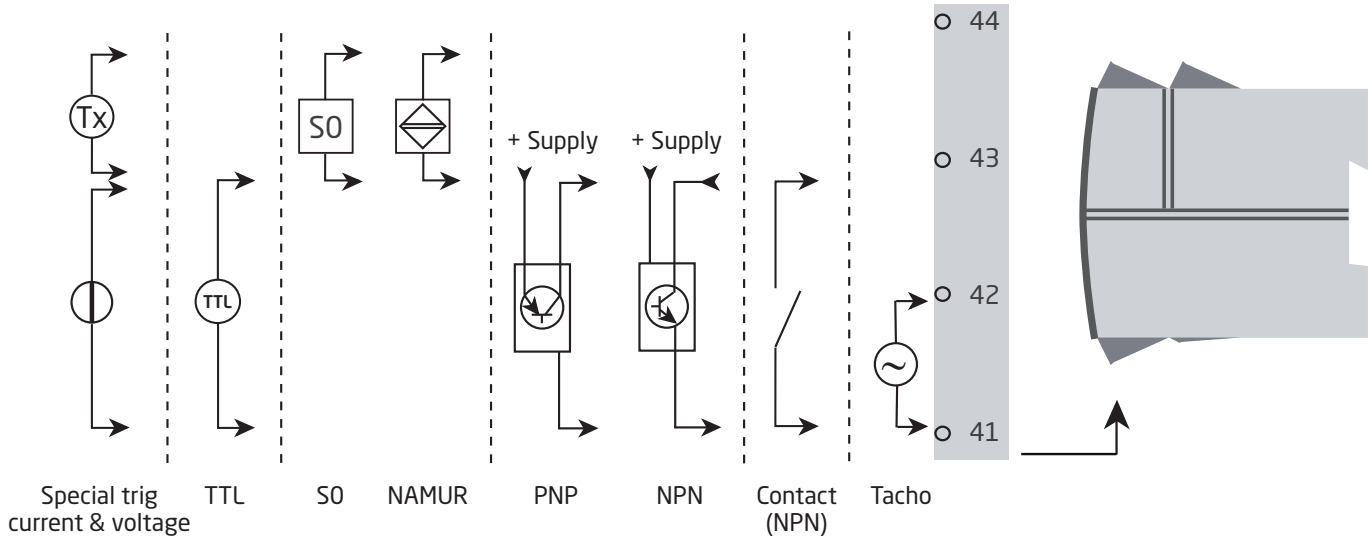 44
43
42
41
Tx
TTL
S0
+ Supply
+ Supply
Special trig
current & voltage
TTL
S0
NAMUR
PNP
NPN
Contact
(NPN)
Tacho